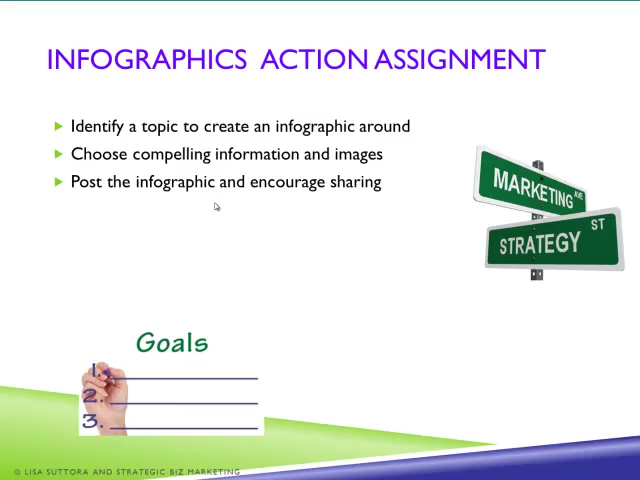 INFOGRAPHICS ACTION ASSIGNMENT
Identify a topic to create an infographic around
Choose compelling information and images
Post the infographic and encourage sharing
MARKETING AVE
STRATEGY ST
Goals
1.
2.
3.
© LISA SUTTORA AND STRATEGIC BIZ MARKETING